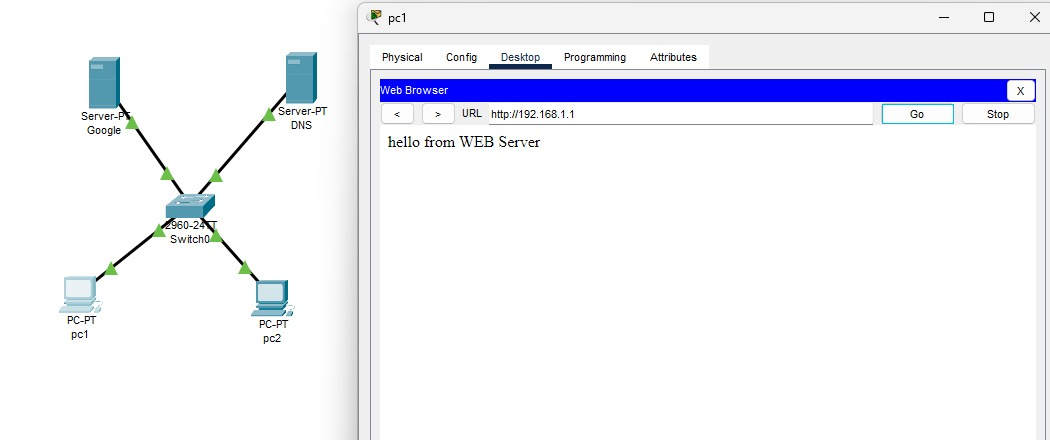 pc1
Physical Config Desktop Programming Attributes
Web Browser X
< > URL http://192.168.1.1 Go Stop
hello from WEB Server
Server-PT
Google
Server-PT
DNS
2960-24TT
Switch0
PC-PT
pc1
PC-PT
pc2